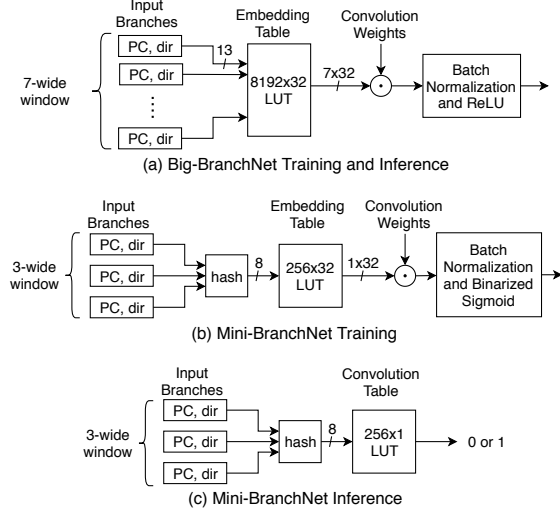 Input
Branches
Embedding
Table
Convolution
Weights
7-wide
window
PC, dir
13
PC, dir
PC, dir
8192x32
LUT
7x32
Batch
Normalization
and ReLU
(a) Big-BranchNet Training and Inference
Input
Branches
Embedding
Table
Convolution
Weights
3-wide
window
PC, dir
PC, dir
PC, dir
hash
8
256x32
LUT
1x32
Batch
Normalization
and Binarized
Sigmoid
(b) Mini-BranchNet Training
Input
Branches
Convolution
Table
3-wide
window
PC, dir
PC, dir
PC, dir
hash
8
256x1
LUT
0 or 1
(c) Mini-BranchNet Inference